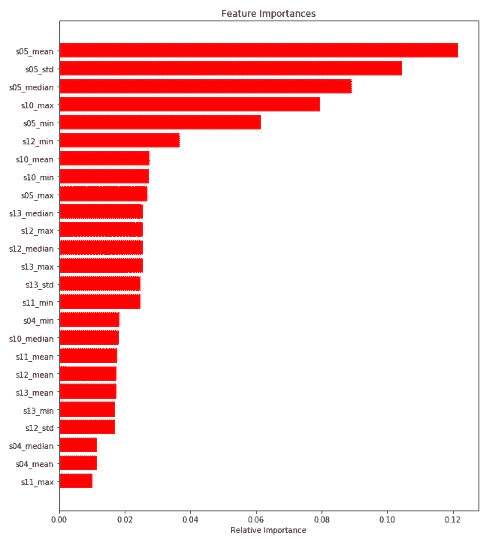 Feature Importances
s05_mean
s05_std
s05_median
s10_max
s05_min
s12_min
s10_mean
s10_min
s05_max
s13_median
s12_max
s12_median
s13_max
s13_std
s11_min
s04_min
s10_median
s11_mean
s12_mean
s13_mean
s13_min
s12_std
s04_median
s04_mean
s11_max
0.00 0.02 0.04 0.06 0.08 0.10 0.12
Relative Importance